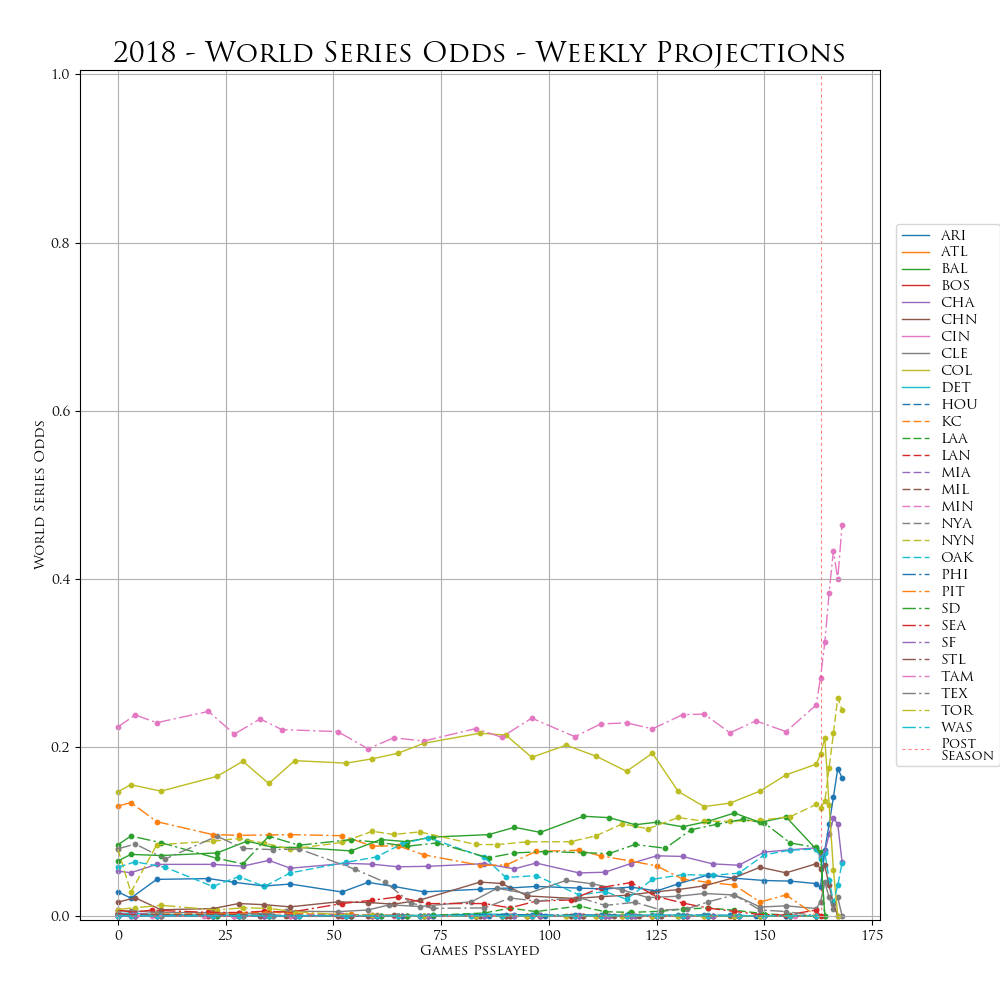 2018 - World Series Odds - Weekly Projections
1.0
0.8
0.6
0.4
0.2
0.0
World Series Odds
0 25 50 75 100 125 150 175
Games Psslayed
ARI
ATL
BAL
BOS
CHA
CHN
CIN
CLE
COL
DET
HOU
KC
LAA
LAN
MIA
MIL
MIN
NYA
NYN
OAK
PHI
PIT
SD
SEA
SF
STL
TAM
TEX
TOR
WAS
Post
Season